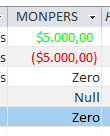 MONPERS
s $5.000,00
s ($5.000,00)
s Zero
Null
Zero